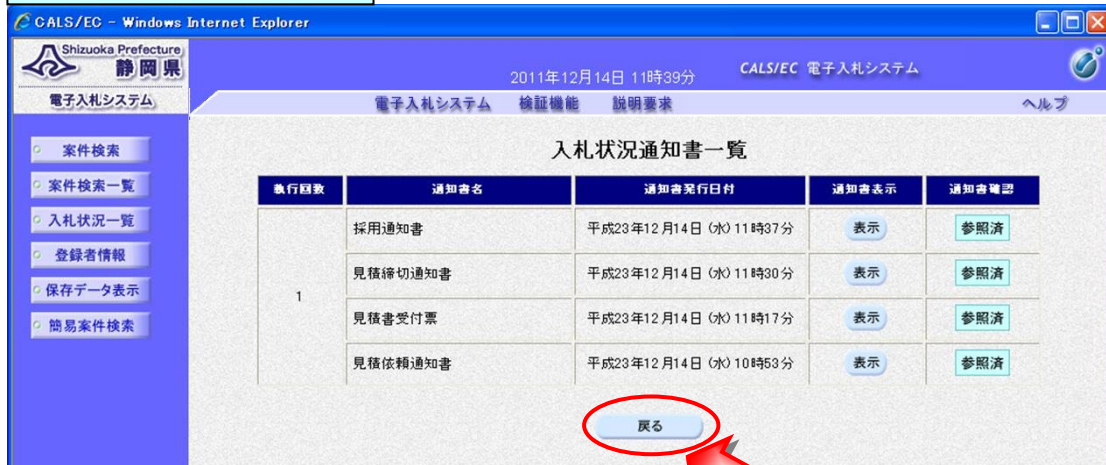 CALS/EC - Windows Internet Explorer
Shizuoka Prefecture
静岡県
2011年12月14日 11時39分
CALS/EC 電子入札システム
電子入札システム
電子入札システム 検証機能 説明要求 ヘルプ
案件検索
案件検索一覧
入札状況一覧
登録者情報
保存データ表示
簡易案件検索
入札状況通知書一覧
執行回数 通知書名 通知書発行日付 通知書表示 通知書確認
1
採用通知書 平成23年12月14日(水)11時37分 表示 参照済
見積締切通知書 平成23年12月14日(水)11時30分 表示 参照済
見積書受付票 平成23年12月14日(水)11時17分 表示 参照済
見積依頼通知書 平成23年12月14日(水)10時53分 表示 参照済
戻る